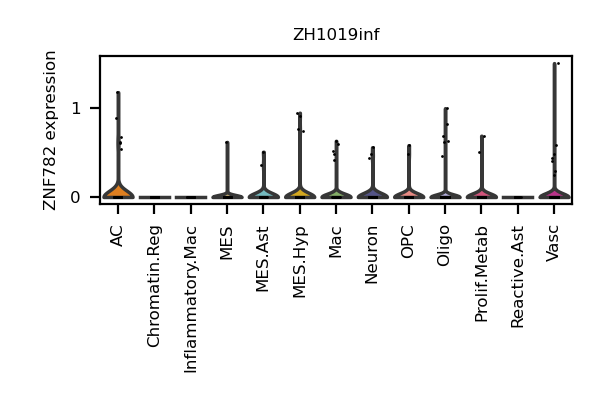 ZH1019inf
ZNF782 expression
1
0
AC
Chromatin.Reg
Inflammatory.Mac
MES
MES.Ast
MES.Hyp
Mac
Neuron
OPC
Oligo
Prolif.Metab
Reactive.Ast
Vasc